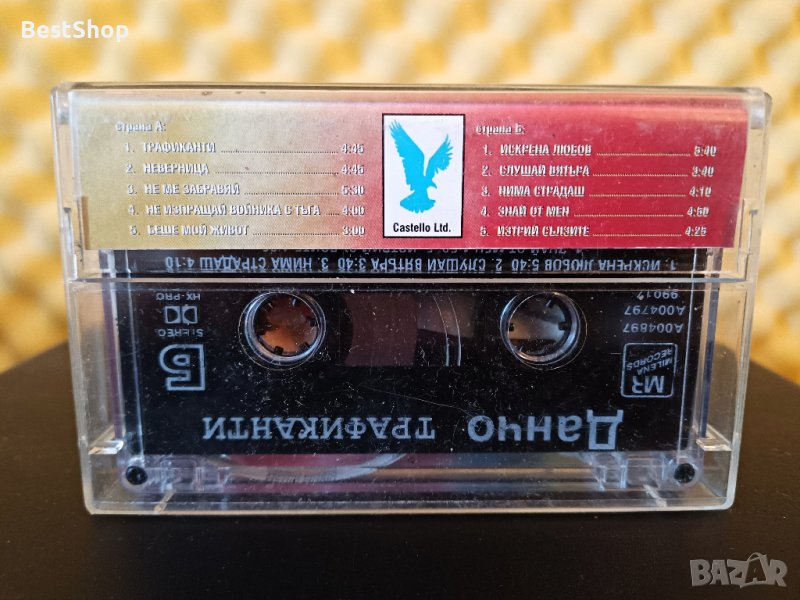 BestShop
страна А:
1. ТРАФИКАНТИ 4:45
2. НЕВЕРНИЦА 4:45
3. НЕ МЕ ЗАБРАВЯЙ 5:30
4. НЕ ИЗПРАЩАЙ ВОЙНИКА С ТЪГА 4:00
5. БЕШЕ МОЙ ЖИВОТ 3:00
Castello Ltd.
страна Б:
1. ИСКРЕНА ЛЮБОВ 5:40
2. СЛУШАЙ ВЯТЪРА 3:40
3. НИМА СТРАДАШ 4:10
4. ЗНАЙ ОТ МЕН 4:50
5. ИЗТРИЙ СЪЛЗИТЕ 4:25
Данчо ТРАФИКАНТИ
MR
MILENA RECORDS
Б
STEREO
HX-PRO
A004897
A004797
99012
1. ИСКРЕНА ЛЮБОВ 5:40 2. СЛУШАЙ ВЯТЪРА 3:40 3. НИМА СТРАДАШ 4:10
BAZAR